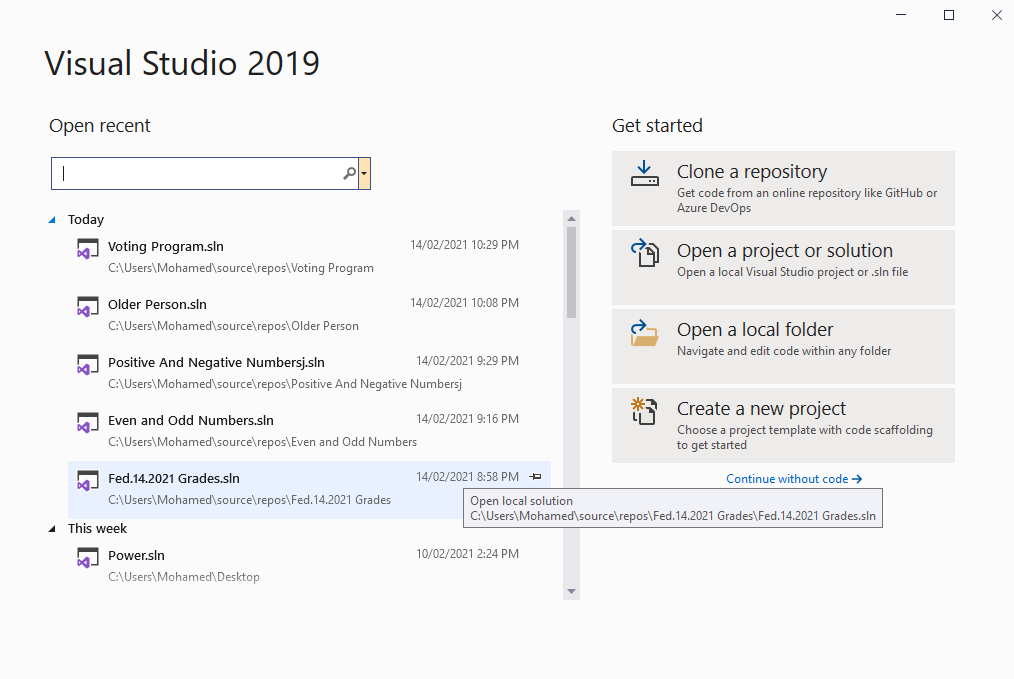 Visual Studio 2019
Open recent
Today
Voting Program.sln 14/02/2021 10:29 PM
C:\Users\Mohamed\source\repos\Voting Program
Older Person.sln 14/02/2021 10:08 PM
C:\Users\Mohamed\source\repos\Older Person
Positive And Negative Numbersj.sln 14/02/2021 9:29 PM
C:\Users\Mohamed\source\repos\Positive And Negative Numbersj
Even and Odd Numbers.sln 14/02/2021 9:16 PM
C:\Users\Mohamed\source\repos\Even and Odd Numbers
Fed.14.2021 Grades.sln 14/02/2021 8:58 PM
C:\Users\Mohamed\source\repos\Fed.14.2021 Grades
Open local solution
C:\Users\Mohamed\source\repos\Fed.14.2021 Grades\Fed.14.2021 Grades.sln
This week
Power.sln 10/02/2021 2:24 PM
C:\Users\Mohamed\Desktop
Get started
Clone a repository
Get code from an online repository like GitHub or
Azure DevOps
Open a project or solution
Open a local Visual Studio project or .sln file
Open a local folder
Navigate and edit code within any folder
Create a new project
Choose a project template with code scaffolding
to get started
Continue without code